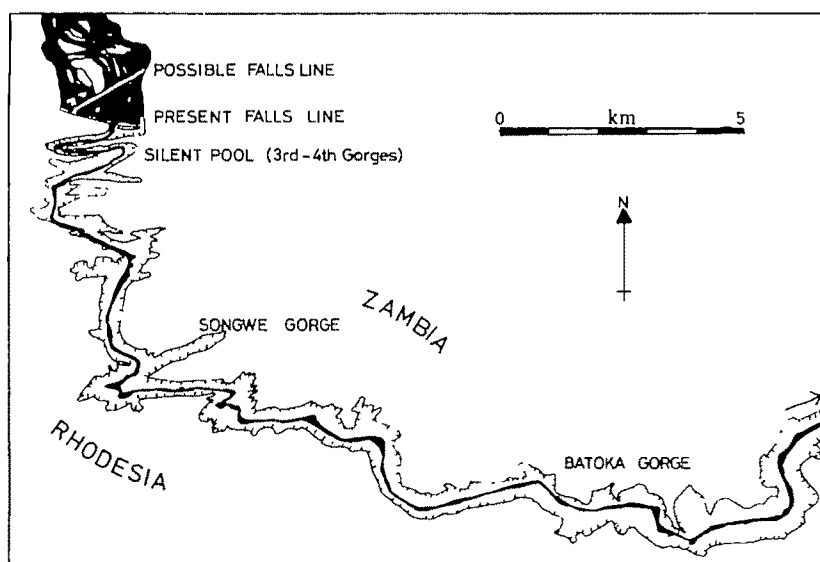 POSSIBLE FALLS LINE
PRESENT FALLS LINE
SILENT POOL (3rd-4th Gorges)
0 km 5
N
ZAMBIA
SONGWE GORGE
RHODESIA
BATOKA GORGE